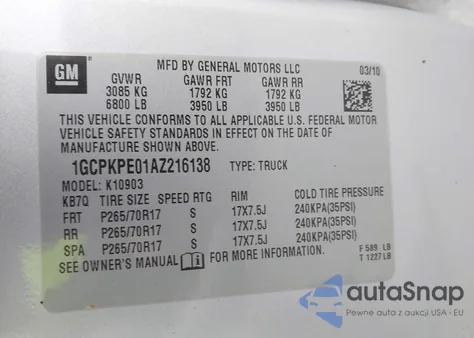 GM
MFD BY GENERAL MOTORS LLC
03/10
GVWR GAWR FRT GAWR RR
3085 KG 1792 KG 1792 KG
6800 LB 3950 LB 3950 LB
THIS VEHICLE CONFORMS TO ALL APPLICABLE U.S. FEDERAL MOTOR
VEHICLE SAFETY STANDARDS IN EFFECT ON THE DATE OF
MANUFACTURE SHOWN ABOVE.
1GCPKPE01AZ216138 TYPE: TRUCK
MODEL: K10903
KB7Q TIRE SIZE SPEED RTG RIM COLD TIRE PRESSURE
FRT P265/70R17 S 17X7.5J 240KPA(35PSI)
RR P265/70R17 S 17X7.5J 240KPA(35PSI)
SPA P265/70R17 S 17X7.5J 240KPA(35PSI)
SEE OWNER'S MANUAL FOR ADDITIONAL INFORMATION.
F 589 LB
T 1227 LB
autoSnap
Pewne auta z aukcji USA - EU